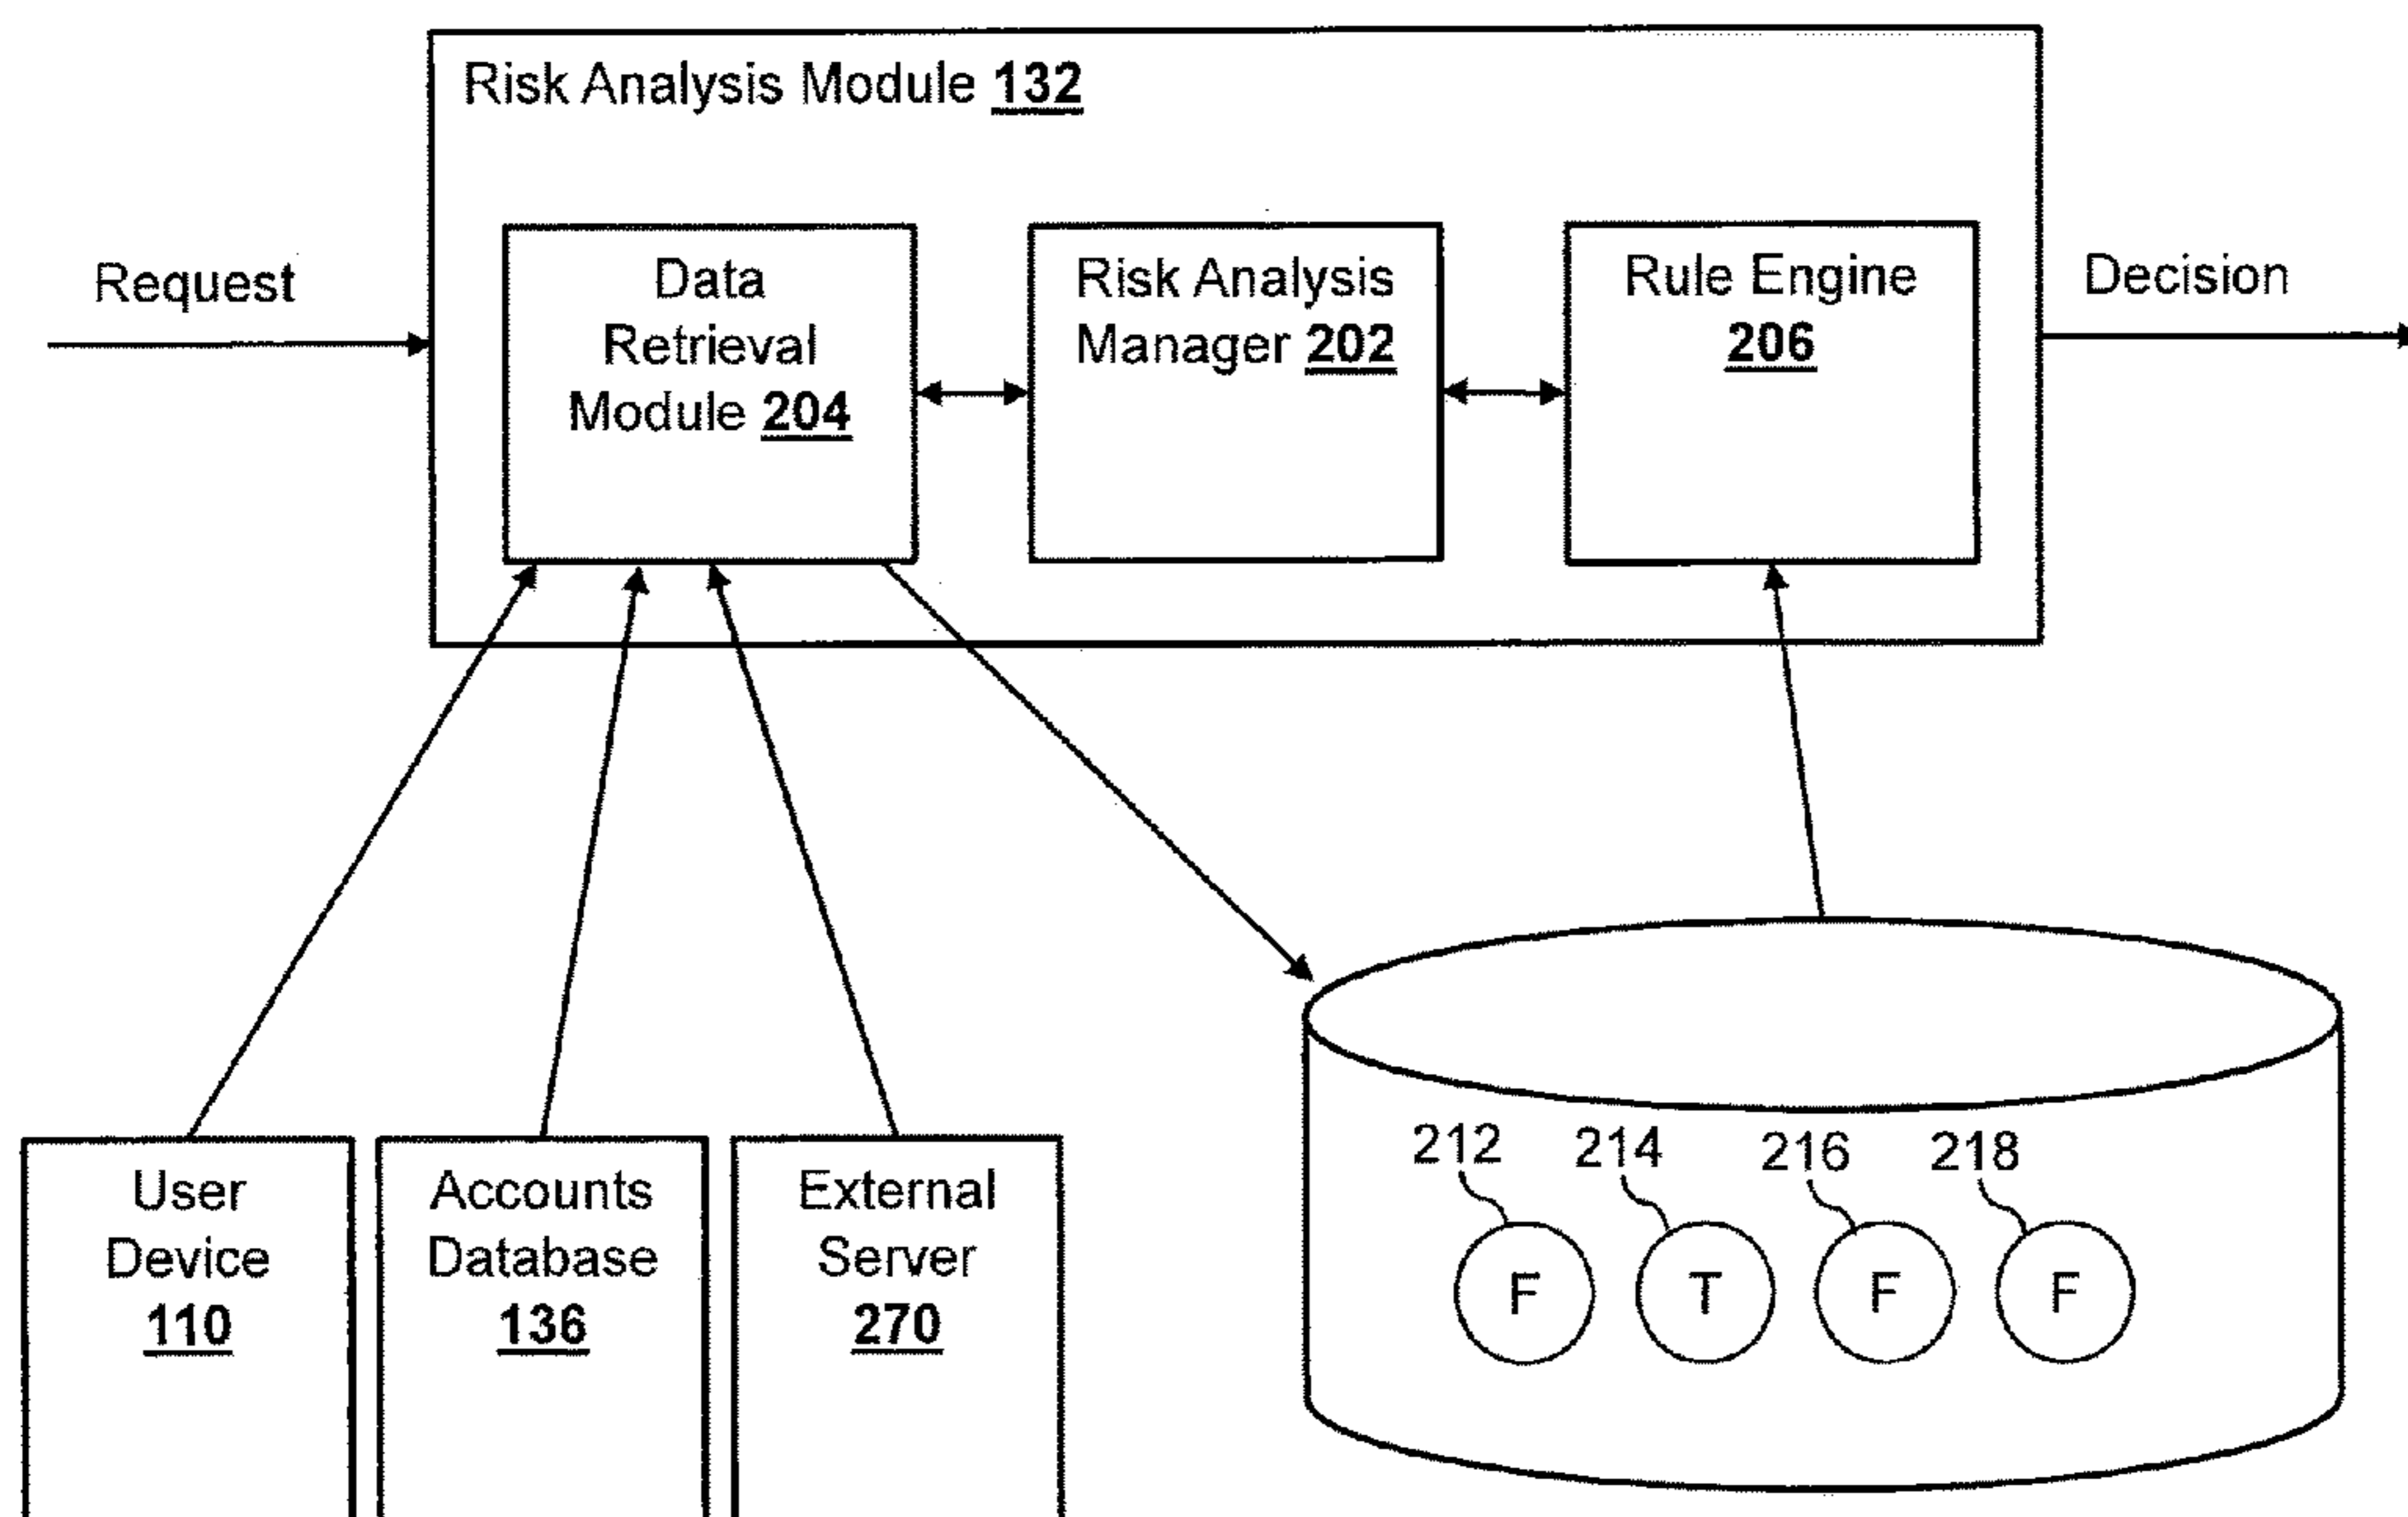 Risk Analysis Module 132
Request
Data
Retrieval
Module 204
Risk Analysis
Manager 202
Rule Engine
206
Decision
User
Device
110
Accounts
Database
136
External
Server
270
212
214
216
218
F
T
F
F